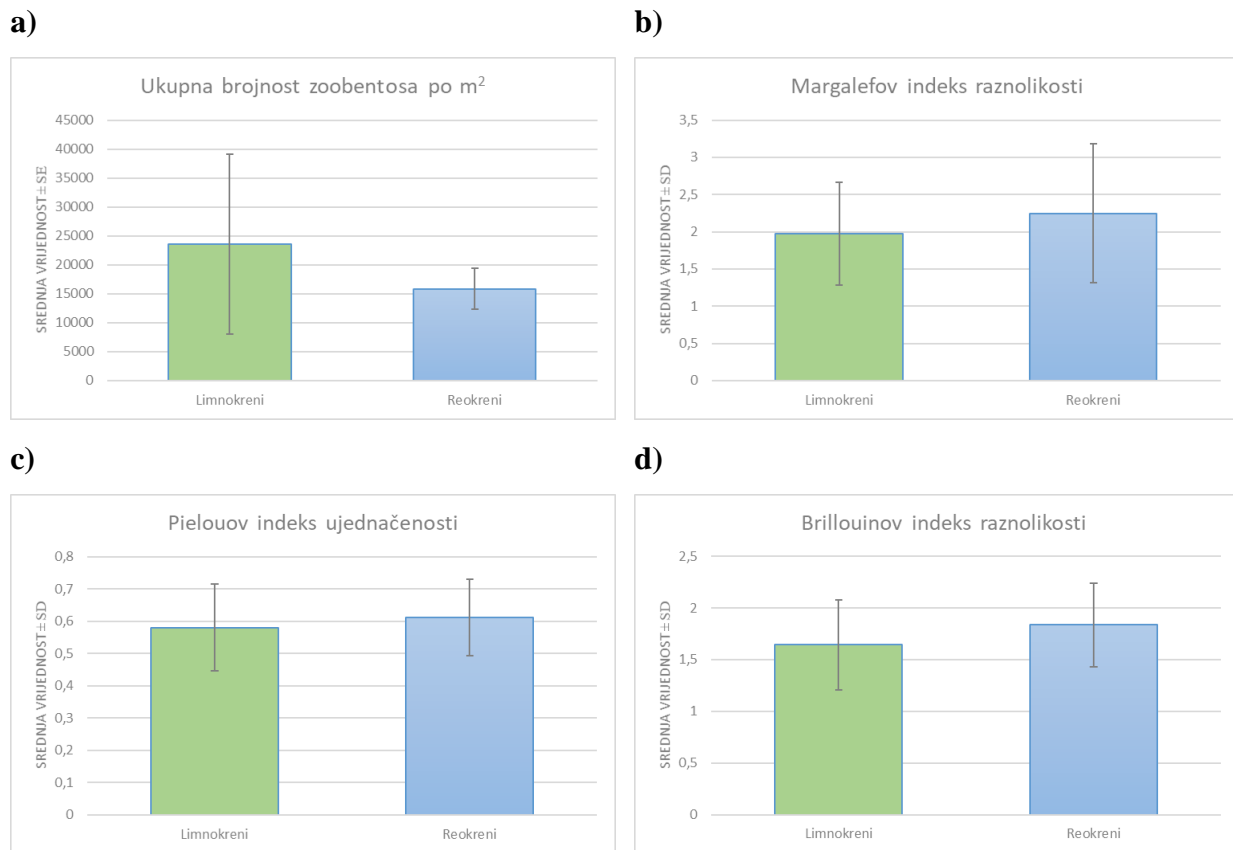 a)
Ukupna brojnost zoobentosa po m²
SREDNJA VRIJEDNOST±SE
45000
40000
35000
30000
25000
20000
15000
10000
5000
0
Limnokreni
Reokreni
b)
Margalefov indeks raznolikosti
SREDNJA VRIJEDNOST±SD
3,5
3
2,5
2
1,5
1
0,5
0
Limnokreni
Reokreni
c)
Pielouov indeks ujednačenosti
SREDNJA VRIJEDNOST±SD
0,8
0,7
0,6
0,5
0,4
0,3
0,2
0,1
0
Limnokreni
Reokreni
d)
Brillouinov indeks raznolikosti
SREDNJA VRIJEDNOST±SD
2,5
2
1,5
1
0,5
0
Limnokreni
Reokreni